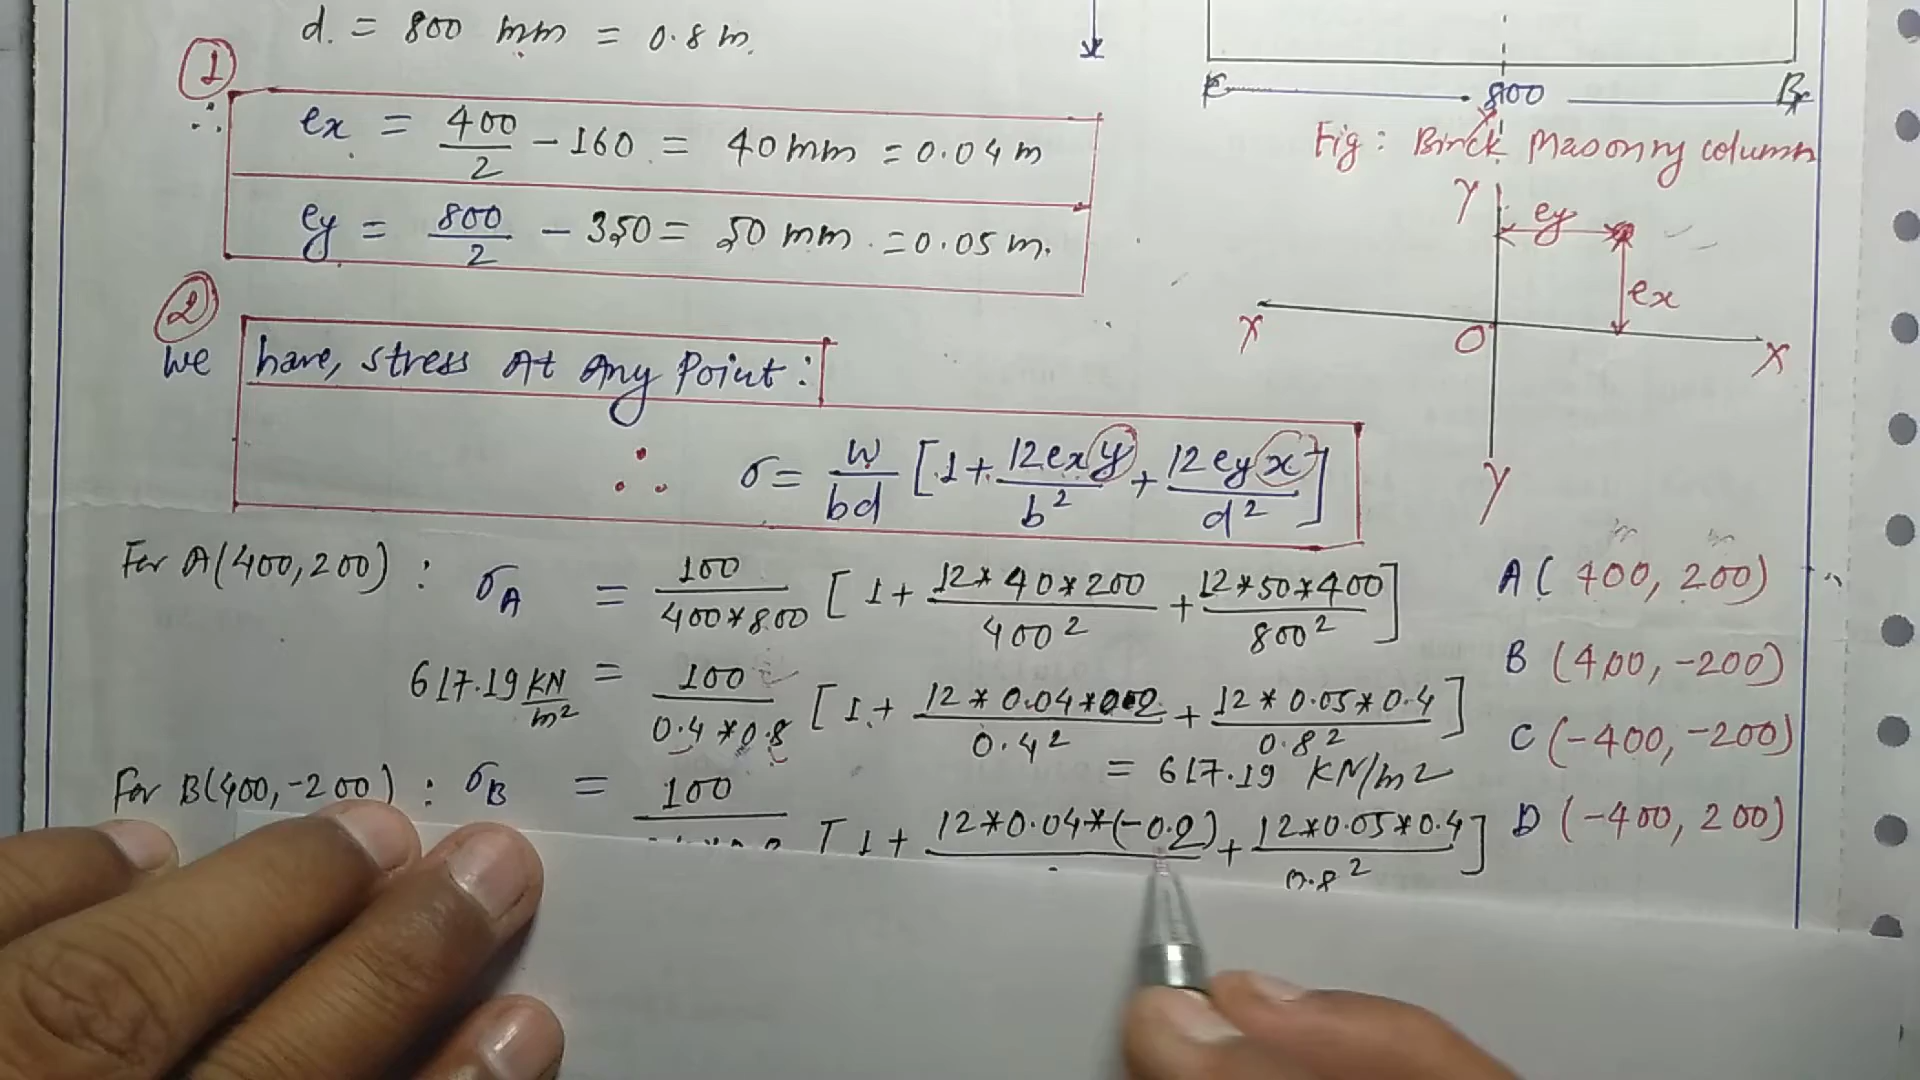 d. = 800 mm = 0.8 m.
1
∴ ex = 400/2 - 160 = 40 mm = 0.04 m
ey = 800/2 - 350 = 50 mm. = 0.05 m.
2
We have, stress At Any Point:
∴ σ = W/bd [1 + 12 ex y/b² + 12 ey x/d²]
For A(400,200) : σA = 100/400*800 [1 + 12*40*200/400² + 12*50*400/800²]
617.19 KN/m² = 100/0.4*0.8 [1 + 12*0.04*0.2/0.4² + 12*0.05*0.4/0.8²]
= 617.19 KN/m2
For B(400,-200) : σB = 100 [1 + 12*0.04*(-0.2) + 12*0.05*0.4/0.8²]
800
B
Fig: Birck Masonry column
Y
ey
ex
X
O
X
Y
A (400, 200)
B (400, -200)
C (-400, -200)
D (-400, 200)